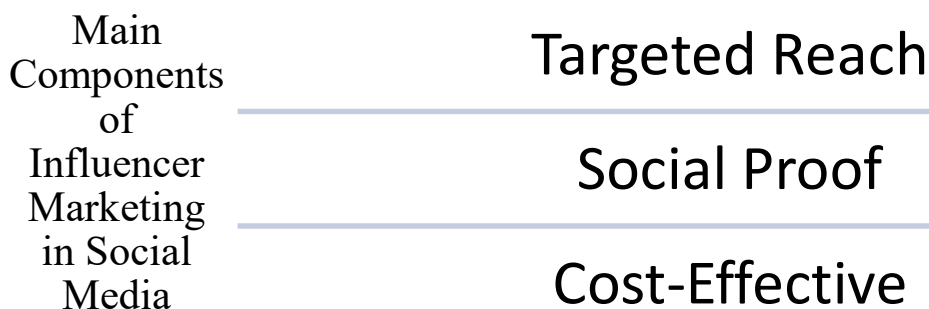 Main
Components
of
Influencer
Marketing
in Social
Media
Targeted Reach
Social Proof
Cost-Effective